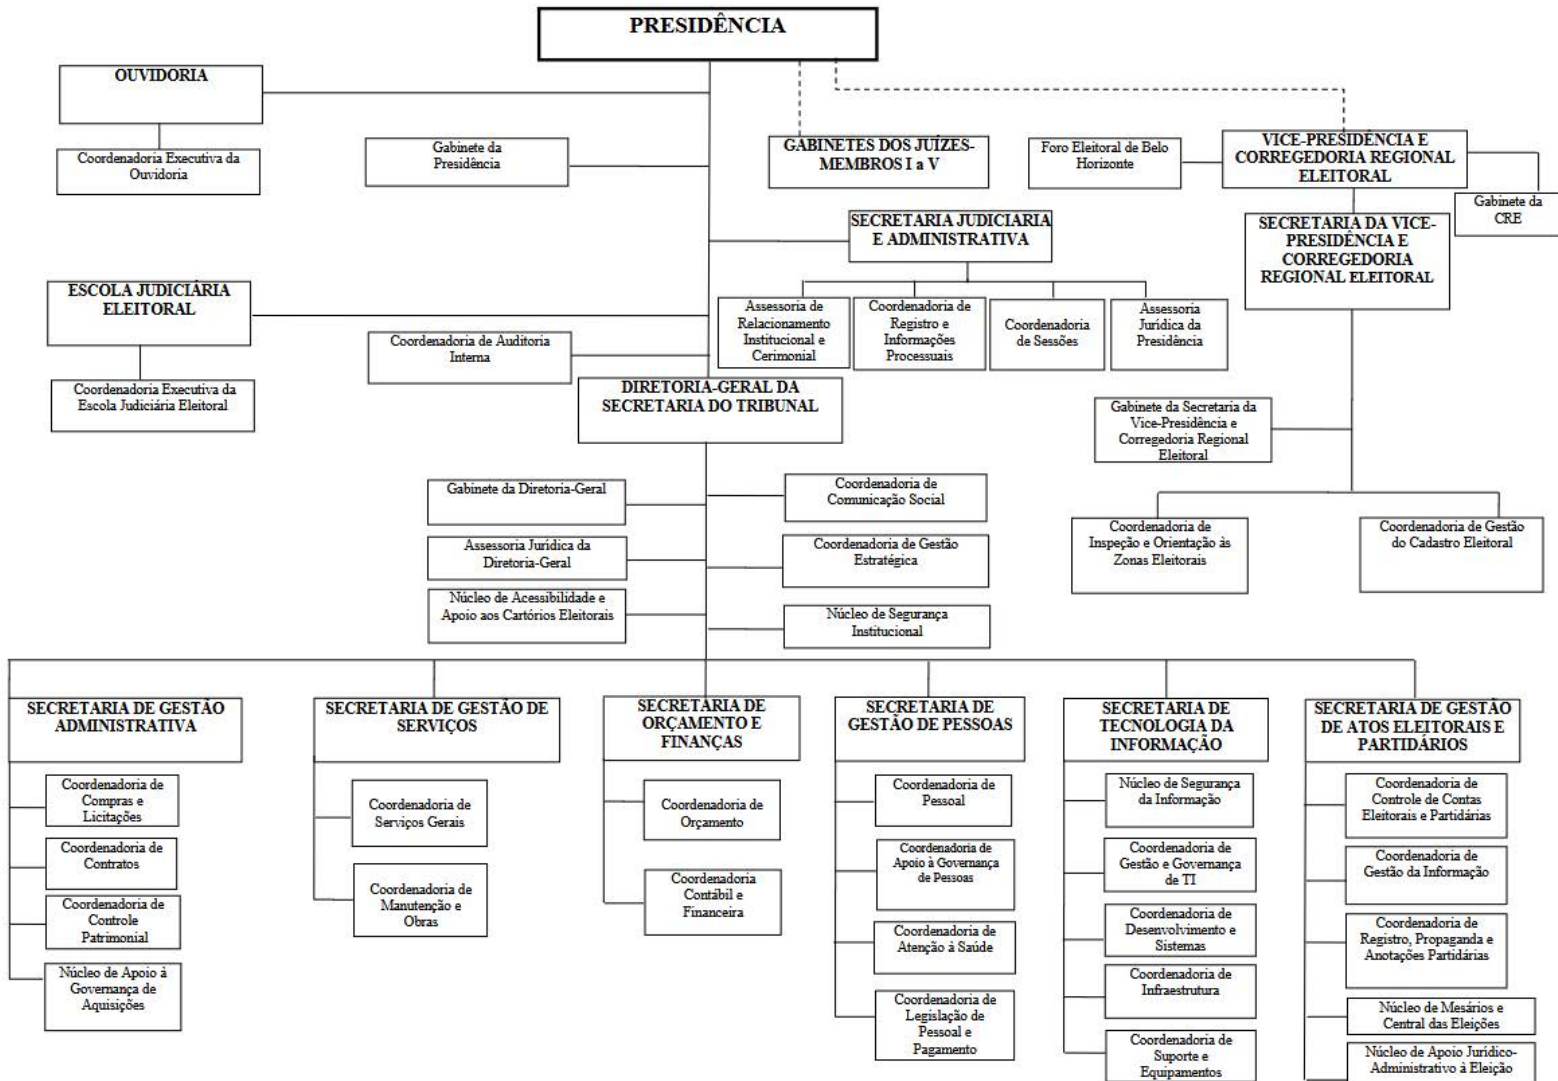 PRESIDÊNCIA
OUVIDORIA
Coordenadoria Executiva da
Ouvidoria
Gabinete da
Presidência
GABINETES DOS JUÍZES-
MEMBROS I a V
Foro Eleitoral de Belo
Horizonte
VICE-PRESIDÊNCIA E
CORREGEDORIA REGIONAL
ELEITORAL
Gabinete da
CRE
SECRETARIA JUDICIÁRIA
E ADMINISTRATIVA
SECRETARIA DA VICE-
PRESIDÊNCIA E
CORREGEDORIA
REGIONAL ELEITORAL
ESCOLA JUDICIÁRIA
ELEITORAL
Coordenadoria Executiva da
Escola Judiciária Eleitoral
Coordenadoria de Auditoria
Interna
Assessoria de
Relacionamento
Institucional e
Cerimonial
Coordenadoria de
Registro e
Informações
Processuais
Coordenadoria
de Sessões
Assessoria
Jurídica da
Presidência
DIRETORIA-GERAL DA
SECRETARIA DO TRIBUNAL
Gabinete da Secretaria da
Vice-Presidência e
Corregedoria Regional
Eleitoral
Gabinete da Diretoria-Geral
Coordenadoria de
Comunicação Social
Assessoria Jurídica da
Diretoria-Geral
Coordenadoria de Gestão
Estratégica
Núcleo de Acessibilidade e
Apoio aos Cartórios Eleitorais
Núcleo de Segurança
Institucional
Coordenadoria de
Inspeção e Orientação às
Zonas Eleitorais
Coordenadoria de Gestão
do Cadastro Eleitoral
SECRETARIA DE GESTÃO
ADMINISTRATIVA
Coordenadoria de
Compras e
Licitações
Coordenadoria de
Contratos
Coordenadoria de
Controle
Patrimonial
Núcleo de Apoio à
Governança de
Aquisições
SECRETARIA DE GESTÃO DE
SERVIÇOS
Coordenadoria de
Serviços Gerais
Coordenadoria de
Manutenção e
Obras
SECRETARIA DE
ORÇAMENTO E
FINANÇAS
Coordenadoria de
Orçamento
Coordenadoria
Contábil e
Financeira
SECRETARIA DE
GESTÃO DE PESSOAS
Coordenadoria de
Pessoal
Coordenadoria de
Apoio à Governança
de Pessoas
Coordenadoria de
Atenção à Saúde
Coordenadoria de
Legislação de
Pessoal e
Pagamento
SECRETARIA DE
TECNOLOGIA DA
INFORMAÇÃO
Núcleo de Segurança
da Informação
Coordenadoria de
Gestão e Governança
de TI
Coordenadoria de
Desenvolvimento e
Sistemas
Coordenadoria de
Infraestrutura
Coordenadoria de
Suporte e
Equipamentos
SECRETARIA DE GESTÃO
DE ATOS ELEITORAIS E
PARTIDÁRIOS
Coordenadoria de
Controle de Contas
Eleitorais e Partidárias
Coordenadoria de
Gestão da Informação
Coordenadoria de
Registro, Propaganda e
Anotações Partidárias
Núcleo de Mesários e
Central das Eleições
Núcleo de Apoio Jurídico-
Administrativo à Eleição